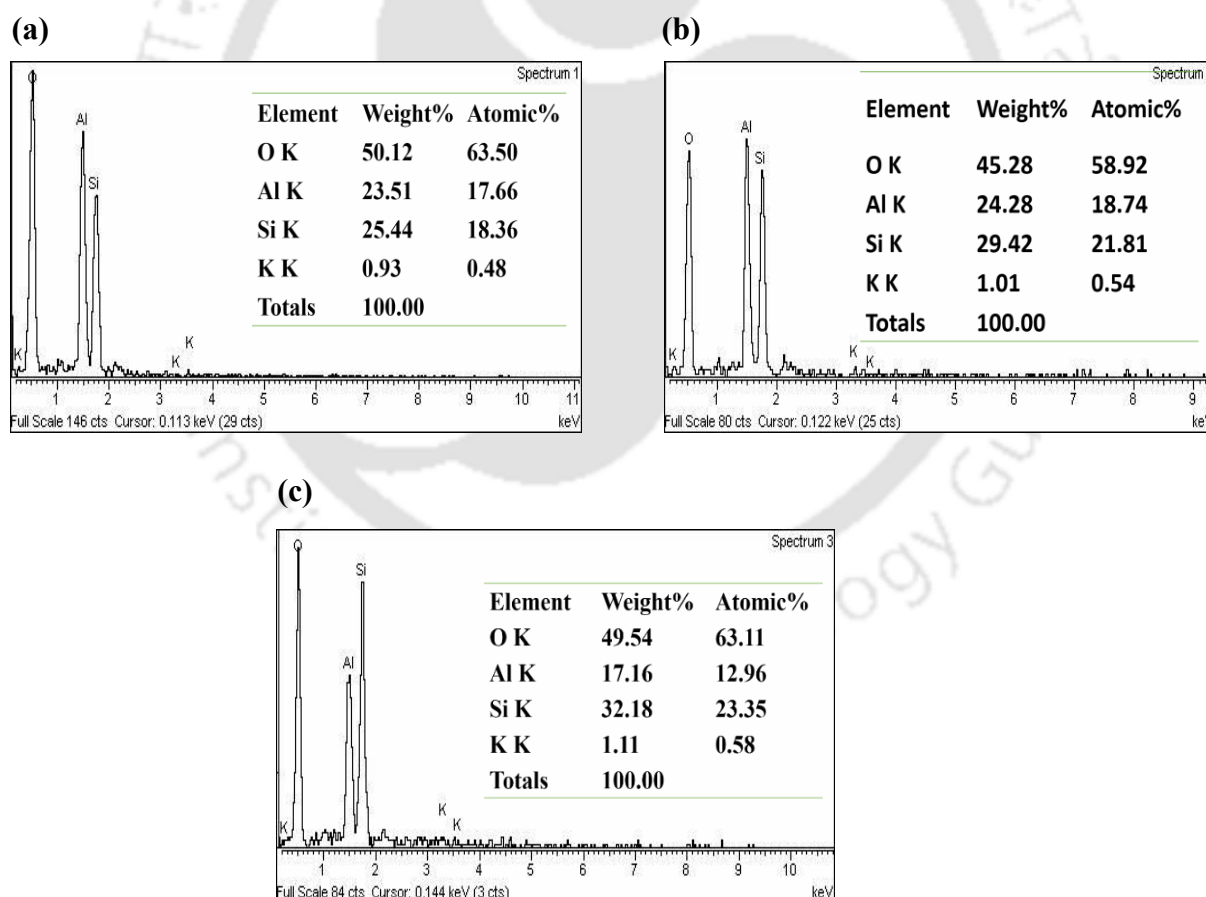 (a)
Spectrum 1
O
Al
Si
K
K
K
Element Weight% Atomic%
O K 50.12 63.50
Al K 23.51 17.66
Si K 25.44 18.36
K K 0.93 0.48
Totals 100.00
1 2 3 4 5 6 7 8 9 10 11
Full Scale 146 cts Cursor: 0.113 keV (29 cts) keV
(b)
Spectrum
O
Al
Si
K
K
K
Element Weight% Atomic%
O K 45.28 58.92
Al K 24.28 18.74
Si K 29.42 21.81
K K 1.01 0.54
Totals 100.00
1 2 3 4 5 6 7 8 9
Full Scale 80 cts Cursor: 0.122 keV (25 cts) ke
(c)
Spectrum 3
O
Al
Si
K
K
K
Element Weight% Atomic%
O K 49.54 63.11
Al K 17.16 12.96
Si K 32.18 23.35
K K 1.11 0.58
Totals 100.00
1 2 3 4 5 6 7 8 9 10
Full Scale 84 cts Cursor: 0.144 keV (3 cts) keV